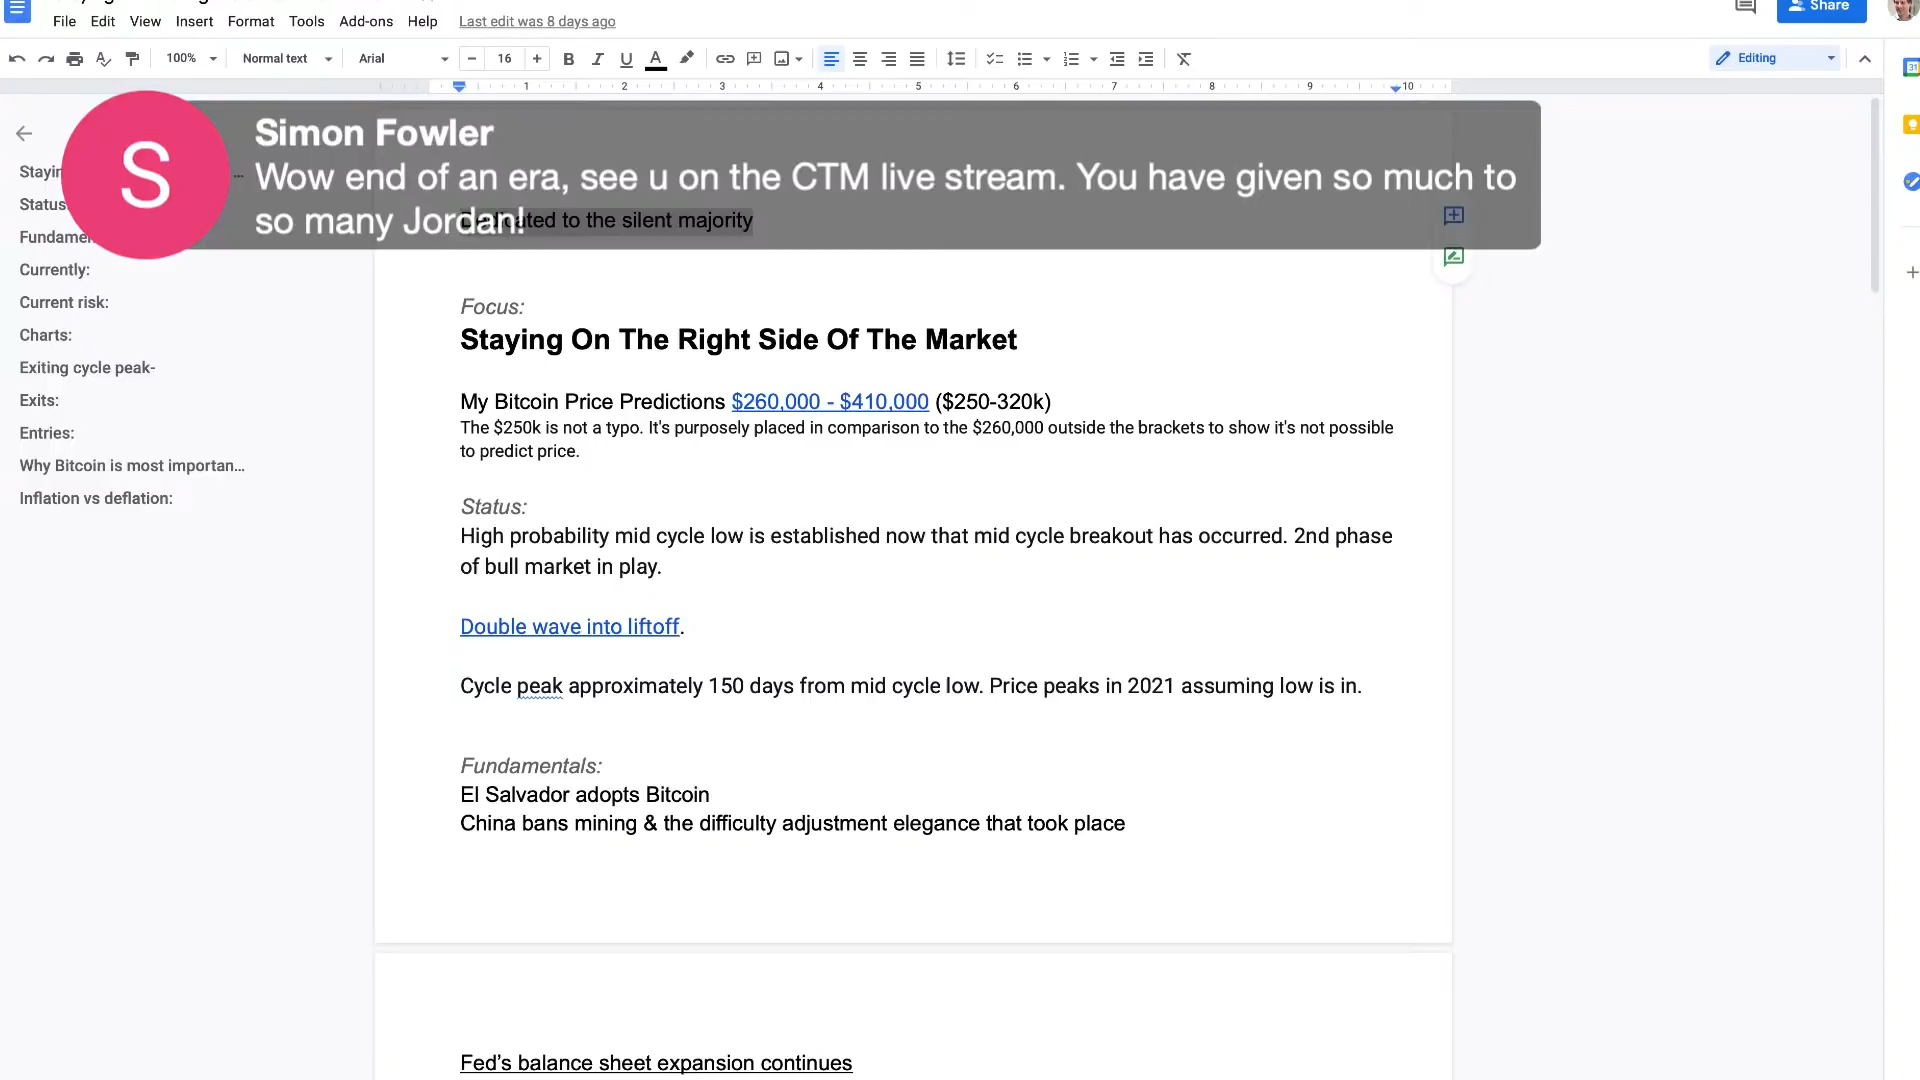 File Edit View Insert Format Tools Add-ons Help Last edit was 8 days ago
Share
100% Normal text Arial 16 B I U A Editing
1 2 3 4 5 6 7 8 9 10
31
S
Simon Fowler
Wow end of an era, see u on the CTM live stream. You have given so much to
so many Jordan!
Dedicated to the silent majority
Stayin ...
Status
Fundamen
Currently:
Current risk:
Charts:
Exiting cycle peak-
Exits:
Entries:
Why Bitcoin is most importan...
Inflation vs deflation:
Focus:
Staying On The Right Side Of The Market
My Bitcoin Price Predictions $260,000 - $410,000 ($250-320k)
The $250k is not a typo. It's purposely placed in comparison to the $260,000 outside the brackets to show it's not possible
to predict price.
Status:
High probability mid cycle low is established now that mid cycle breakout has occurred. 2nd phase
of bull market in play.
Double wave into liftoff.
Cycle peak approximately 150 days from mid cycle low. Price peaks in 2021 assuming low is in.
Fundamentals:
El Salvador adopts Bitcoin
China bans mining & the difficulty adjustment elegance that took place
Fed’s balance sheet expansion continues